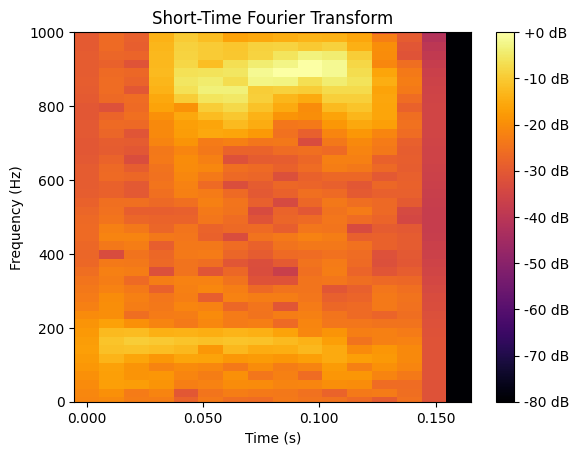 Short-Time Fourier Transform
Frequency (Hz)
1000
800
600
400
200
0
0.000
0.050
0.100
0.150
Time (s)
+0 dB
-10 dB
-20 dB
-30 dB
-40 dB
-50 dB
-60 dB
-70 dB
-80 dB